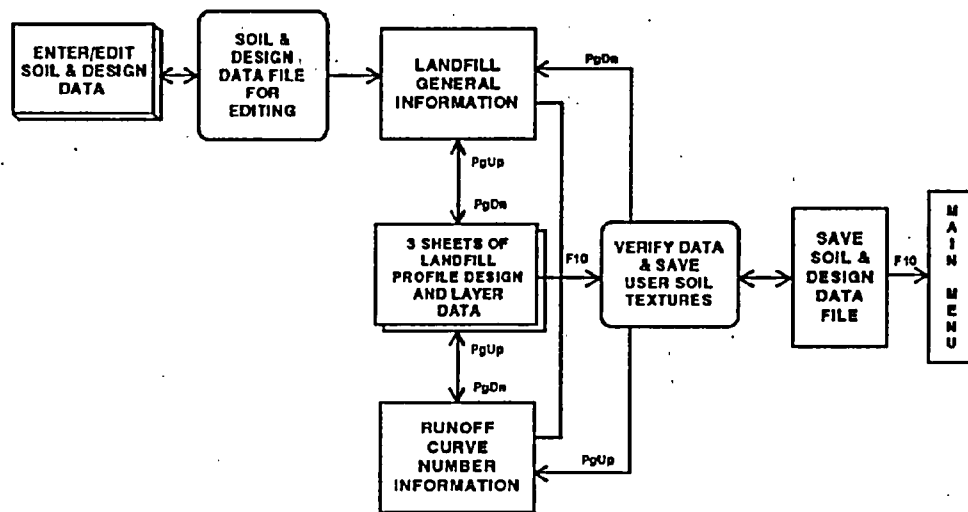 ENTER/EDIT
SOIL & DESIGN
DATA
SOIL &
DESIGN
DATA FILE
FOR
EDITING
LANDFILL
GENERAL
INFORMATION
PgDn
PgUp
PgDn
3 SHEETS OF
LANDFILL
PROFILE DESIGN
AND LAYER
DATA
F10
VERIFY DATA
& SAVE
USER SOIL
TEXTURES
SAVE
SOIL &
DESIGN
DATA
FILE
F10
MAIN MENU
PgUp
PgDn
RUNOFF
CURVE
NUMBER
INFORMATION
PgUp